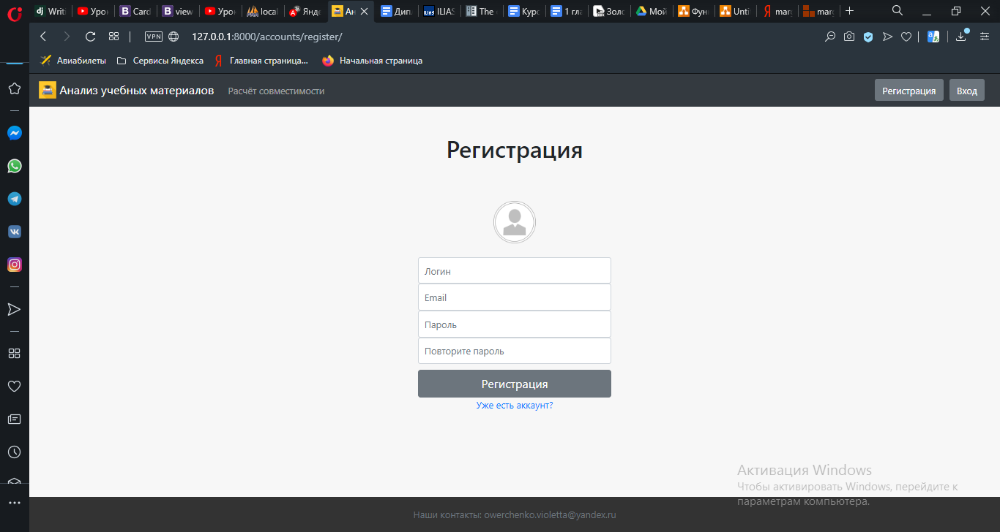 Writi
Урок
Card
view
Урок
local
Янде
Ан
Дип
ILIAS
The
Курс
1 гла
Золо
Мой
Фун
Unti
marg
marg
VPN
127.0.0.1:8000/accounts/register/
Авиабилеты
Сервисы Яндекса
Главная страница...
Начальная страница
Анализ учебных материалов
Расчёт совместимости
Регистрация
Вход
Регистрация
Логин
Email
Пароль
Повторите пароль
Регистрация
Уже есть аккаунт?
Активация Windows
Чтобы активировать Windows, перейдите к
параметрам компьютера.
Наши контакты: owerchenko.violetta@yandex.ru